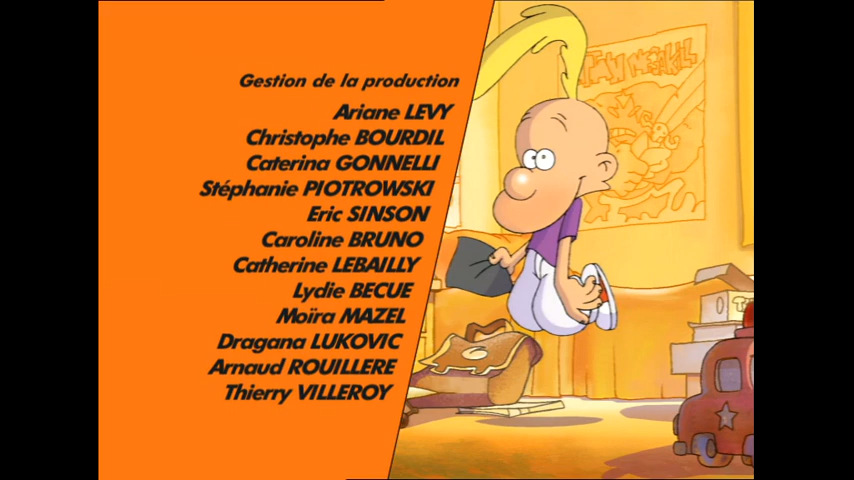 Gestion de la production
Ariane LEVY
Christophe BOURDIL
Caterina GONNELLI
Stéphanie PIOTROWSKI
Eric SINSON
Caroline BRUNO
Catherine LEBAILLY
Lydie BECUE
Moïra MAZEL
Dragana LUKOVIC
Arnaud ROUILLERE
Thierry VILLEROY